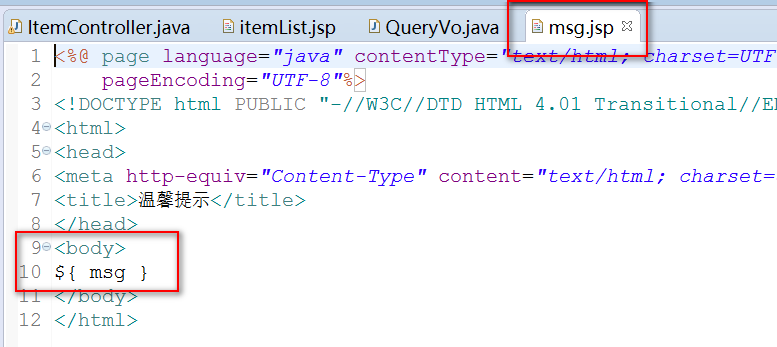 ItemController.java itemList.jsp QueryVo.java msg.jsp
1 <%@ page language="java" contentType="text/html; charset=UTF
2 pageEncoding="UTF-8"%>
3 <!DOCTYPE html PUBLIC "-//W3C//DTD HTML 4.01 Transitional//E
4 <html>
5 <head>
6 <meta http-equiv="Content-Type" content="text/html; charset=
7 <title>温馨提示</title>
8 </head>
9 <body>
10 ${ msg }
11 </body>
12 </html>